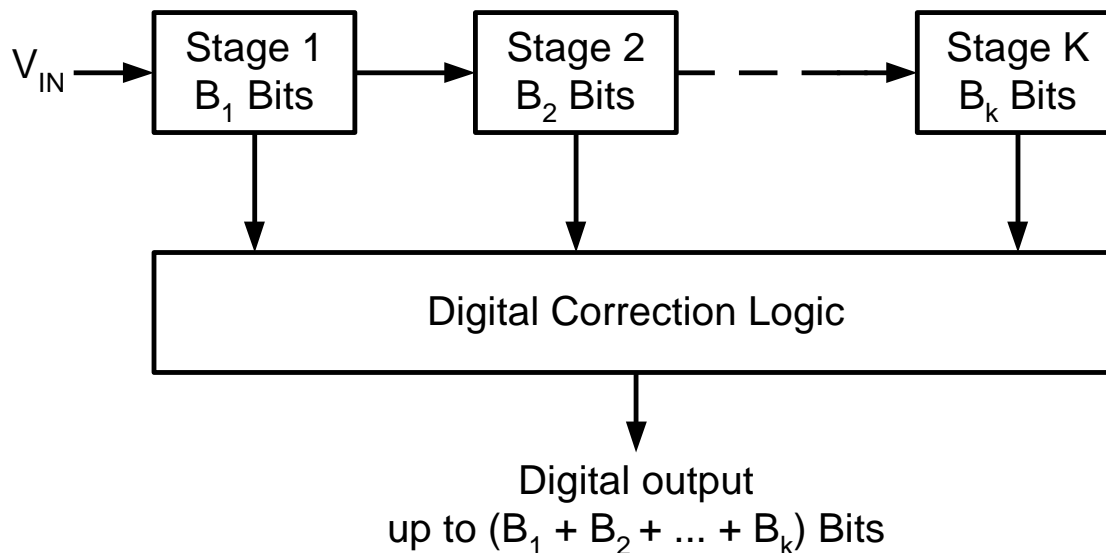 V_IN
Stage 1
B_1 Bits
Stage 2
B_2 Bits
Stage K
B_k Bits
Digital Correction Logic
Digital output
up to (B_1 + B_2 + ... + B_k) Bits